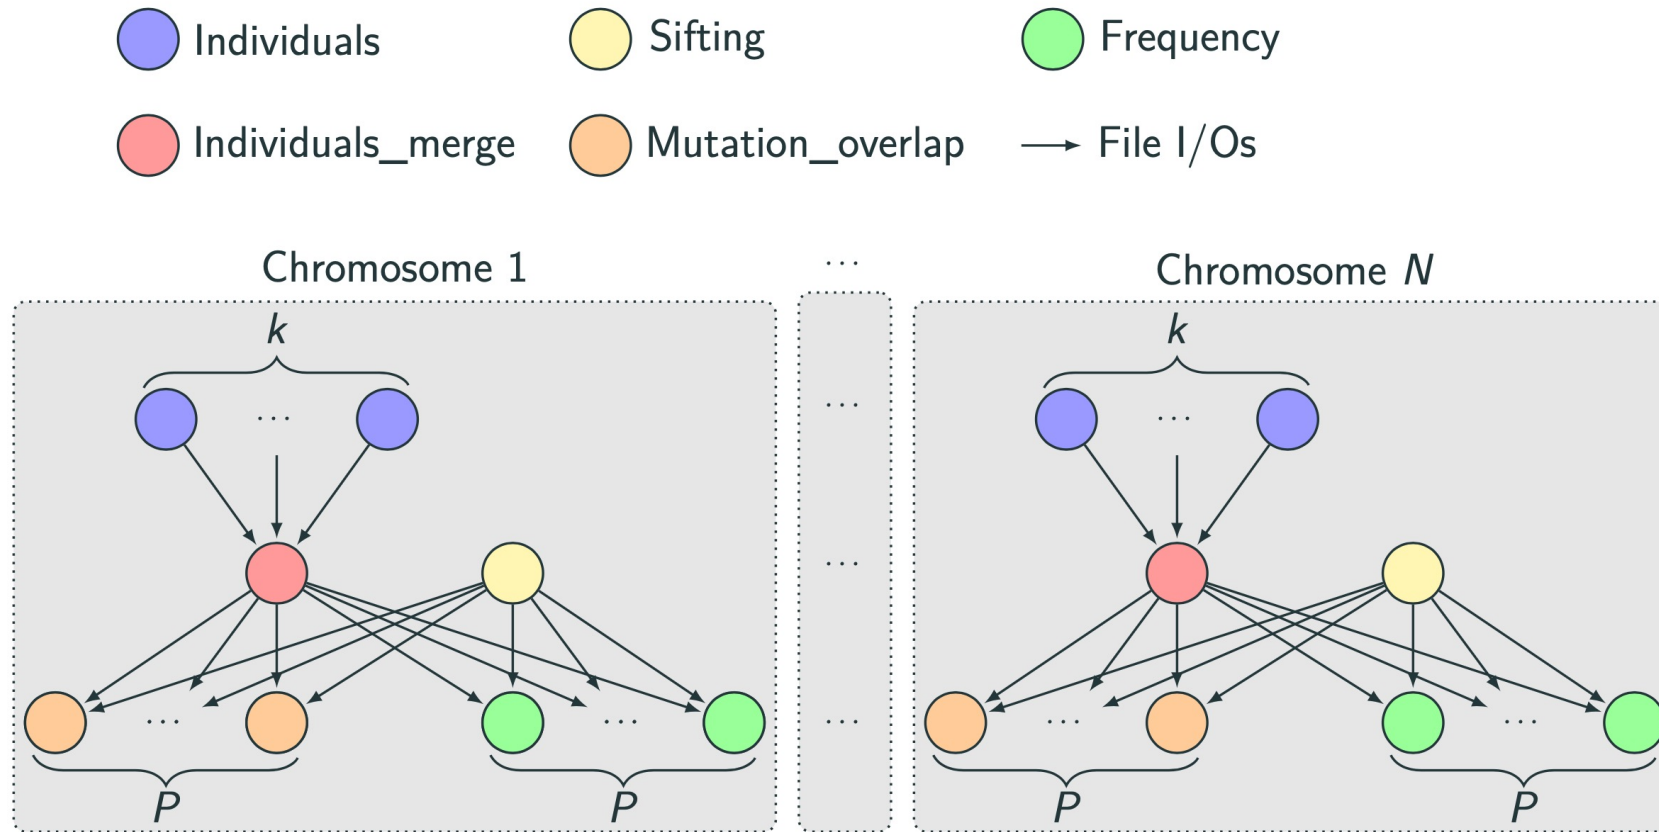 Individuals
Sifting
Frequency
Individuals_merge
Mutation_overlap
File I/Os
Chromosome 1
...
Chromosome N
k
...
k
...
...
...
...
...
...
...
...
...
...
P
P
P
P